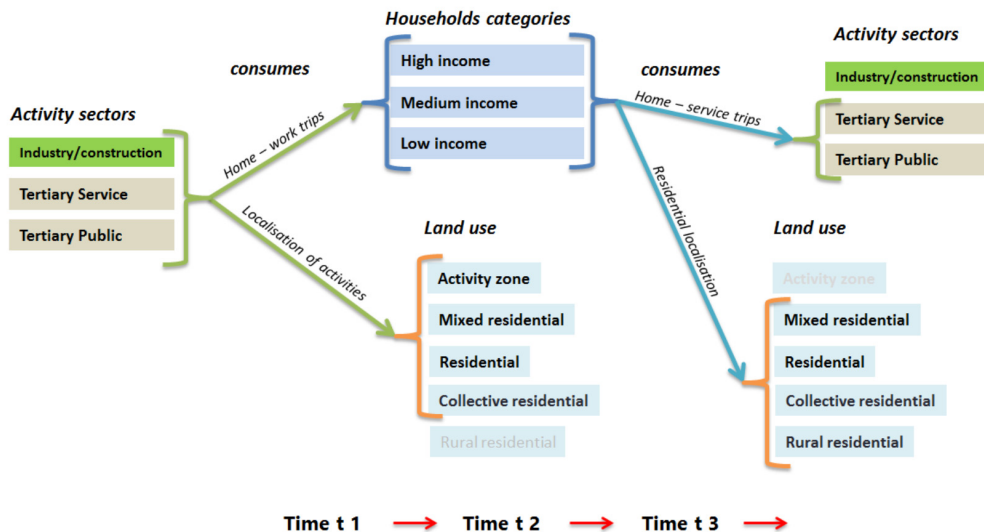 Households categories
High income
Medium income
Low income
consumes
Activity sectors
Industry/construction
Tertiary Service
Tertiary Public
Home – work trips
Localisation of activities
Land use
Activity zone
Mixed residential
Residential
Collective residential
Rural residential
consumes
Home – service trips
Residential localisation
Activity sectors
Industry/construction
Tertiary Service
Tertiary Public
Land use
Activity zone
Mixed residential
Residential
Collective residential
Rural residential
Time t 1
Time t 2
Time t 3